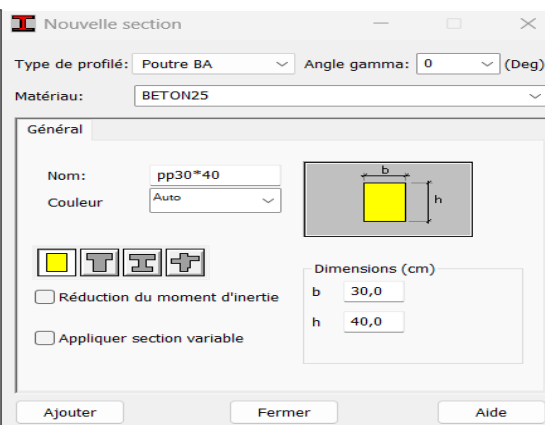 Nouvelle section
Type de profilé: Poutre BA Angle gamma: 0 (Deg)
Matériau: BETON25
Général
Nom: pp30*40
Couleur Auto
b
h
Réduction du moment d'inertie
Appliquer section variable
Dimensions (cm)
b 30,0
h 40,0
Ajouter Fermer Aide